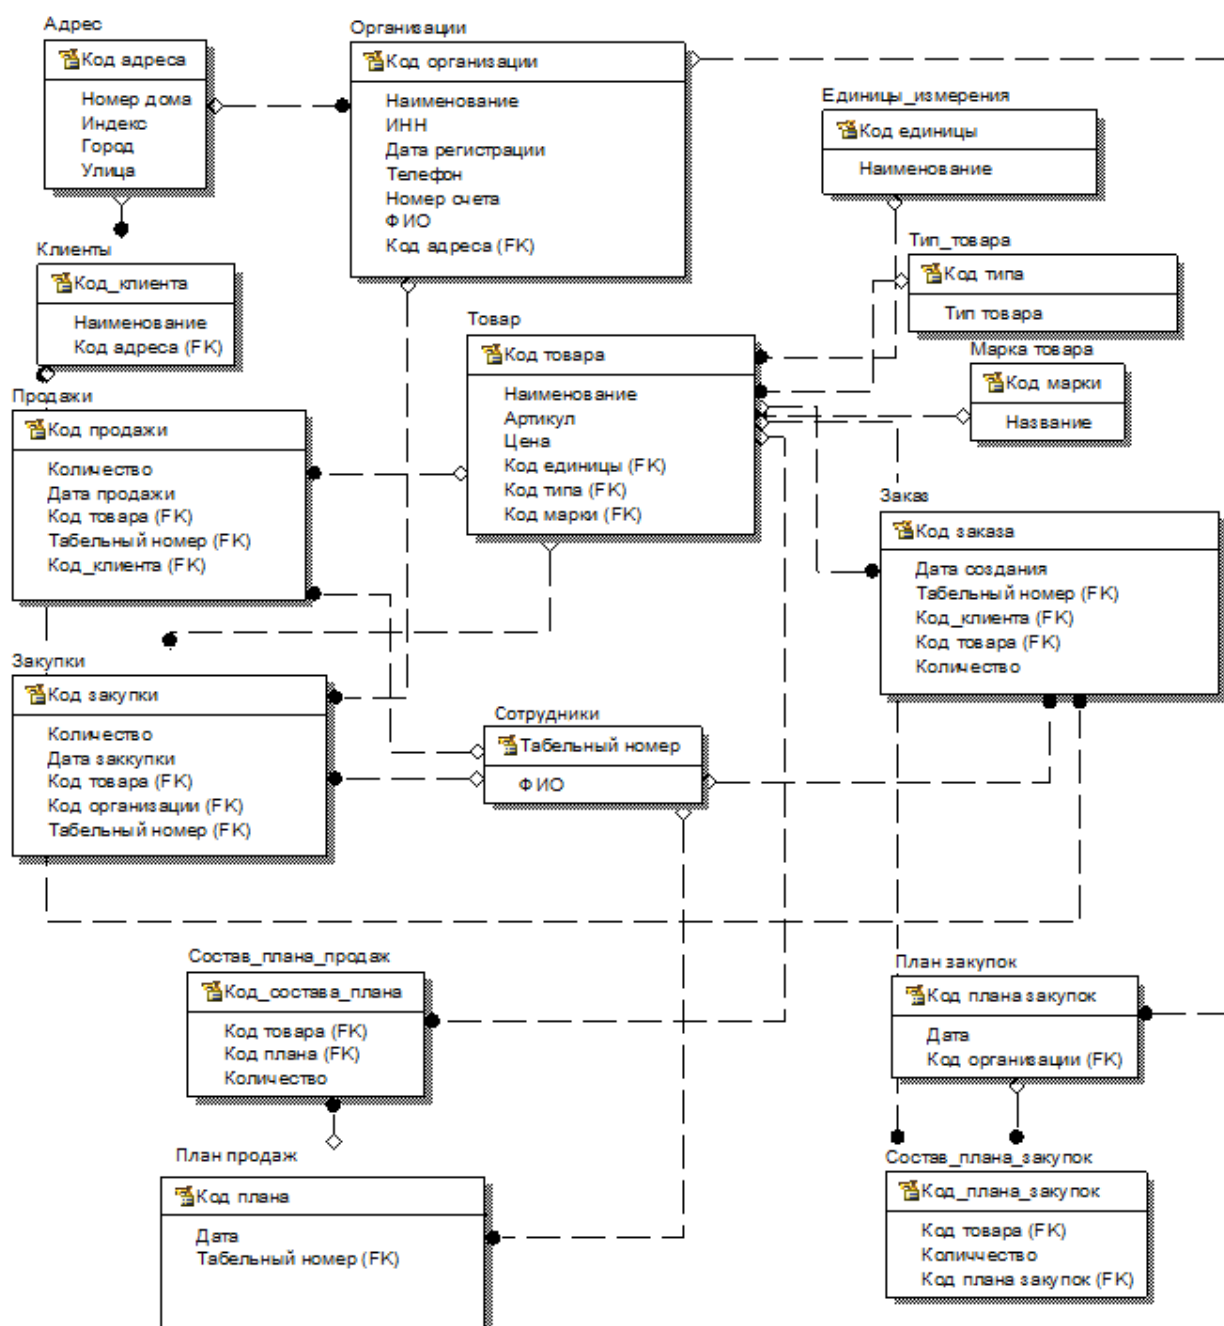 Адрес
Код адреса
Номер дома
Индекс
Город
Улица
Организации
Код организации
Наименование
ИНН
Дата регистрации
Телефон
Номер счета
ФИО
Код адреса (FK)
Единицы_измерения
Код единицы
Наименование
Тип_товара
Код типа
Тип товара
Клиенты
Код_клиента
Наименование
Код адреса (FK)
Товар
Код товара
Наименование
Артикул
Цена
Код единицы (FK)
Код типа (FK)
Код марки (FK)
Марка товара
Код марки
Название
Продажи
Код продажи
Количество
Дата продажи
Код товара (FK)
Табельный номер (FK)
Код_клиента (FK)
Заказ
Код заказа
Дата создания
Табельный номер (FK)
Код_клиента (FK)
Код товара (FK)
Количество
Закупки
Код закупки
Количество
Дата заккупки
Код товара (FK)
Код организации (FK)
Табельный номер (FK)
Сотрудники
Табельный номер
ФИО
Состав_плана_продаж
Код_состава_плана
Код товара (FK)
Код плана (FK)
Количество
План закупок
Код плана закупок
Дата
Код организации (FK)
План продаж
Код плана
Дата
Табельный номер (FK)
Состав_плана_закупок
Код_плана_закупок
Код товара (FK)
Количчество
Код плана закупок (FK)